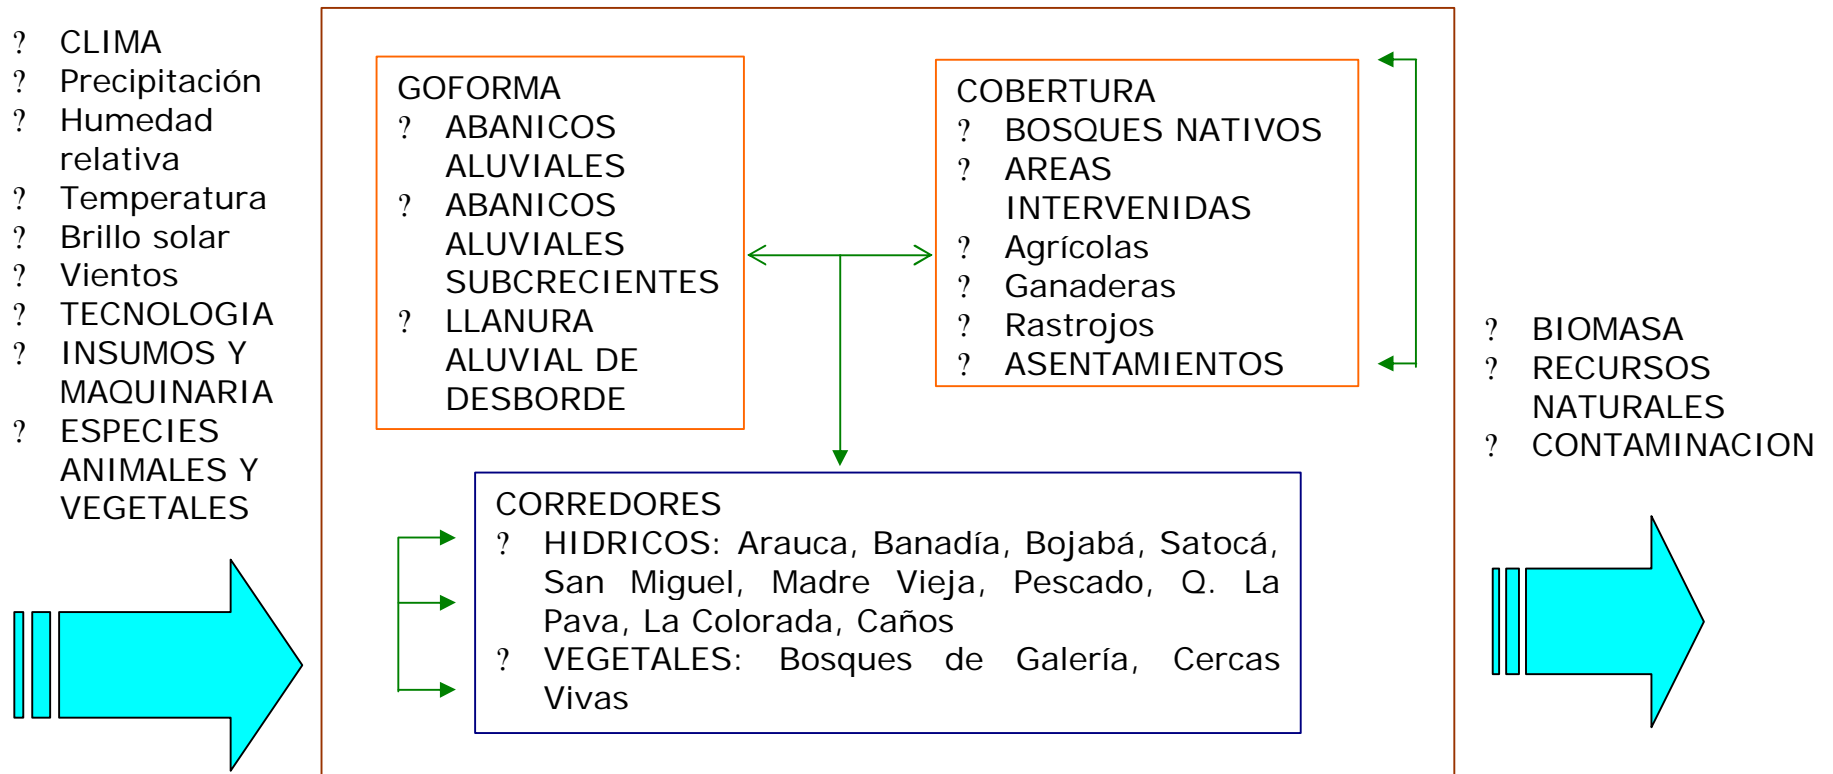 ? CLIMA
? Precipitación
? Humedad
relativa
? Temperatura
? Brillo solar
? Vientos
? TECNOLOGIA
? INSUMOS Y
MAQUINARIA
? ESPECIES
ANIMALES Y
VEGETALES
GOFORMA
? ABANICOS
ALUVIALES
? ABANICOS
ALUVIALES
SUBCRECIENTES
? LLANURA
ALUVIAL DE
DESBORDE
COBERTURA
? BOSQUES NATIVOS
? AREAS
INTERVENIDAS
? Agrícolas
? Ganaderas
? Rastrojos
? ASENTAMIENTOS
CORREDORES
? HIDRICOS: Arauca, Banadía, Bojabá, Satocá,
San Miguel, Madre Vieja, Pescado, Q. La
Pava, La Colorada, Caños
? VEGETALES: Bosques de Galería, Cercas
Vivas
? BIOMASA
? RECURSOS
NATURALES
? CONTAMINACION